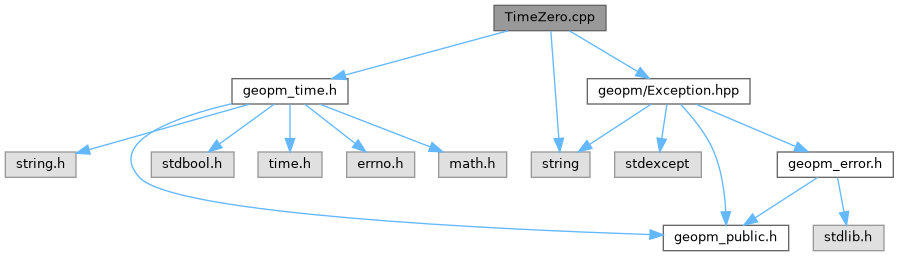 TimeZero.cpp
geopm_time.h
geopm/Exception.hpp
string.h
stdbool.h
time.h
errno.h
math.h
string
stdexcept
geopm_error.h
geopm_public.h
stdlib.h